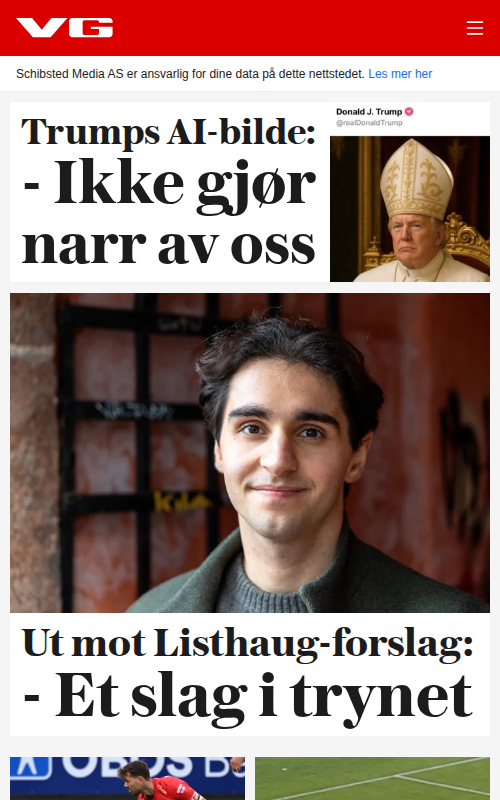 VG
Schibsted Media AS er ansvarlig for dine data på dette nettstedet. Les mer her
Trumps AI-bilde:
- Ikke gjør
narr av oss
Donald J. Trump
@realDonaldTrump
Ut mot Listhaug-forslag:
- Et slag i trynet
OBOS